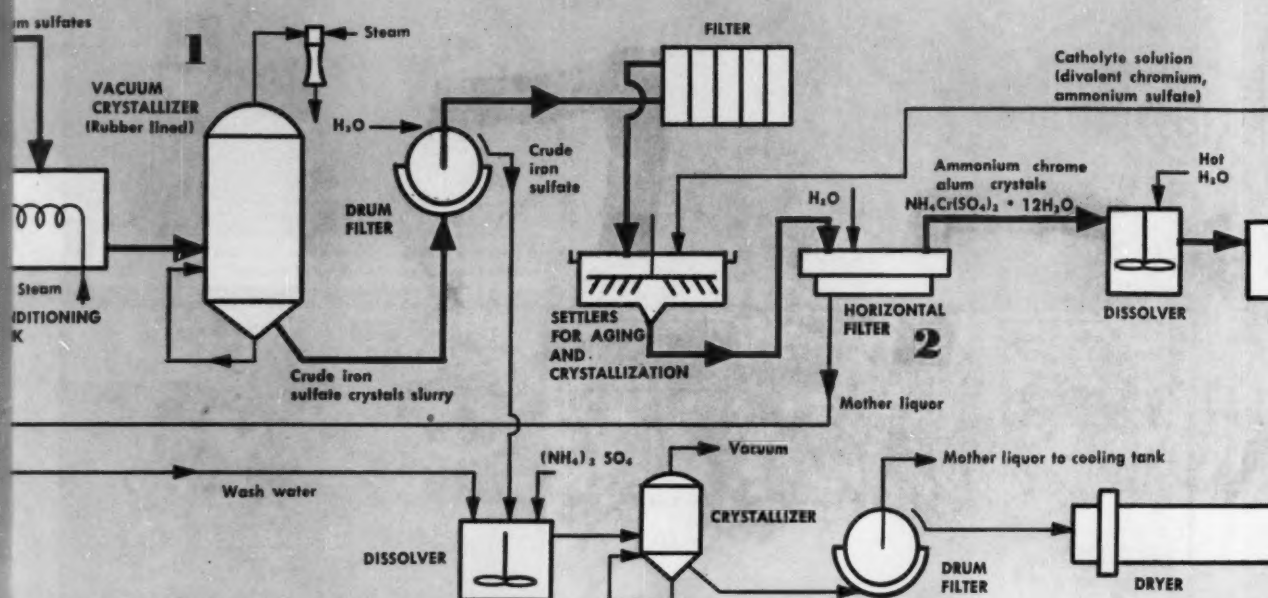 um sulfates
1
Steam
FILTER
Catholyte solution
(divalent chromium,
ammonium sulfate)
VACUUM
CRYSTALLIZER
(Rubber lined)
H₂O
Crude
iron
sulfate
DRUM
FILTER
H₂O
Ammonium chrome
alum crystals
NH₄Cr(SO₄)₂ • 12H₂O
Hot
H₂O
Steam
NDITIONING
K
SETTLERS
FOR AGING
AND
CRYSTALLIZATION
HORIZONTAL
FILTER
2
DISSOLVER
Crude iron
sulfate crystals slurry
Mother liquor
Wash water
(NH₄)₂ SO₄
Vacuum
Mother liquor to cooling tank
DISSOLVER
CRYSTALLIZER
DRUM
FILTER
DRYER